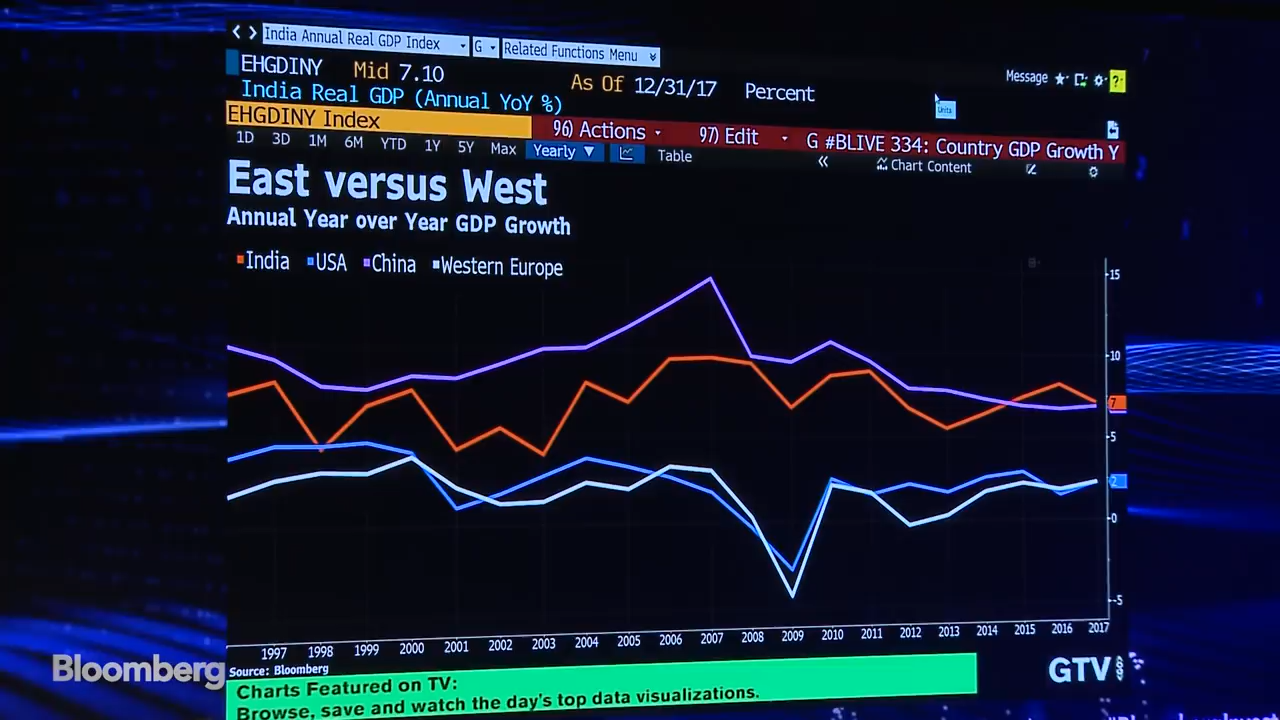 India Annual Real GDP Index G Related Functions Menu
EHGDINY Mid 7.10 As Of 12/31/17 Percent Message
India Real GDP (Annual YoY %)
EHGDINY Index 96) Actions 97) Edit G #BLIVE 334: Country GDP Growth Y
1D 3D 1M 6M YTD 1Y 5Y Max Yearly Table Chart Content
East versus West
Annual Year over Year GDP Growth
India USA China Western Europe
15
10
7
5
2
0
-5
1997 1998 1999 2000 2001 2002 2003 2004 2005 2006 2007 2008 2009 2010 2011 2012 2013 2014 2015 2016 2017
Source: Bloomberg
Bloomberg
GTV
Charts Featured on TV:
Browse, save and watch the day's top data visualizations.